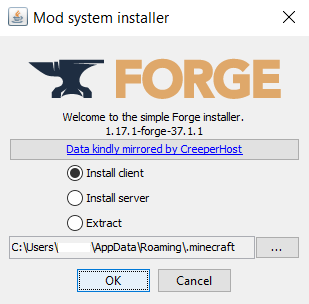 Mod system installer
FORGE
Welcome to the simple Forge installer.
1.17.1-forge-37.1.1
Data kindly mirrored by CreeperHost
Install client
Install server
Extract
C:\Users\ \AppData\Roaming\.minecraft
...
OK
Cancel